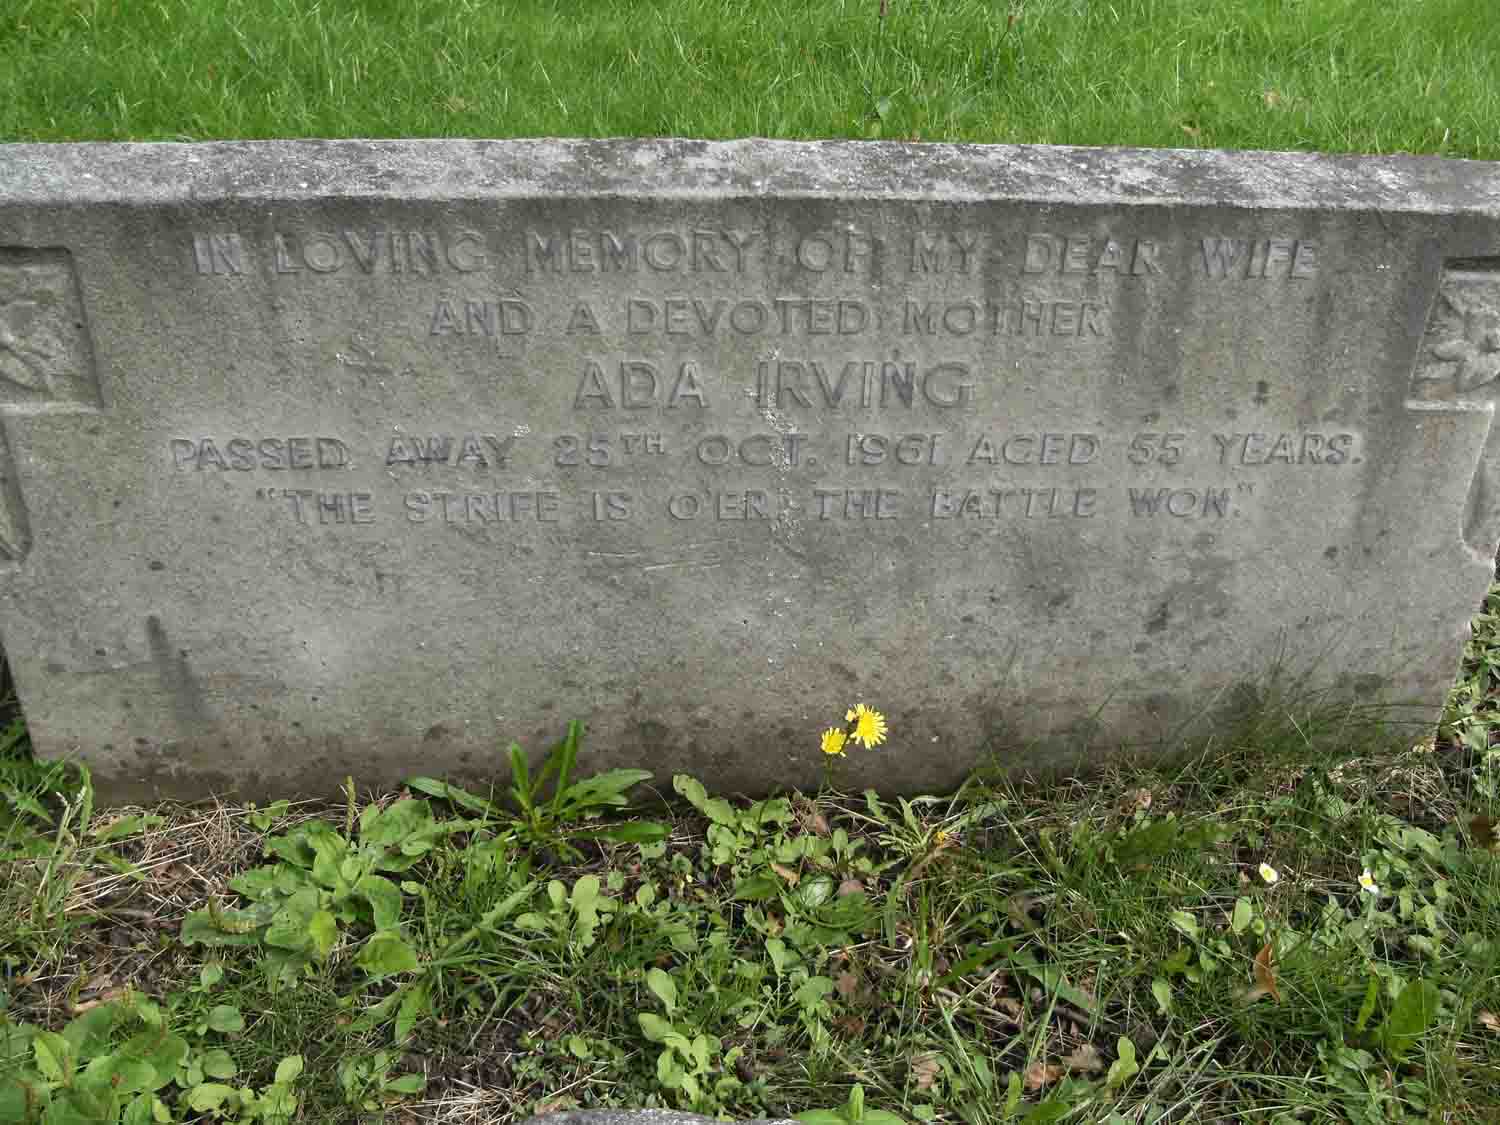 IN LOVING MEMORY OF MY DEAR WIFE
AND A DEVOTED MOTHER
ADA IRVING
PASSED AWAY 25TH OCT. 1961 AGED 55 YEARS.
"THE STRIFE IS O'ER, THE BATTLE WON."